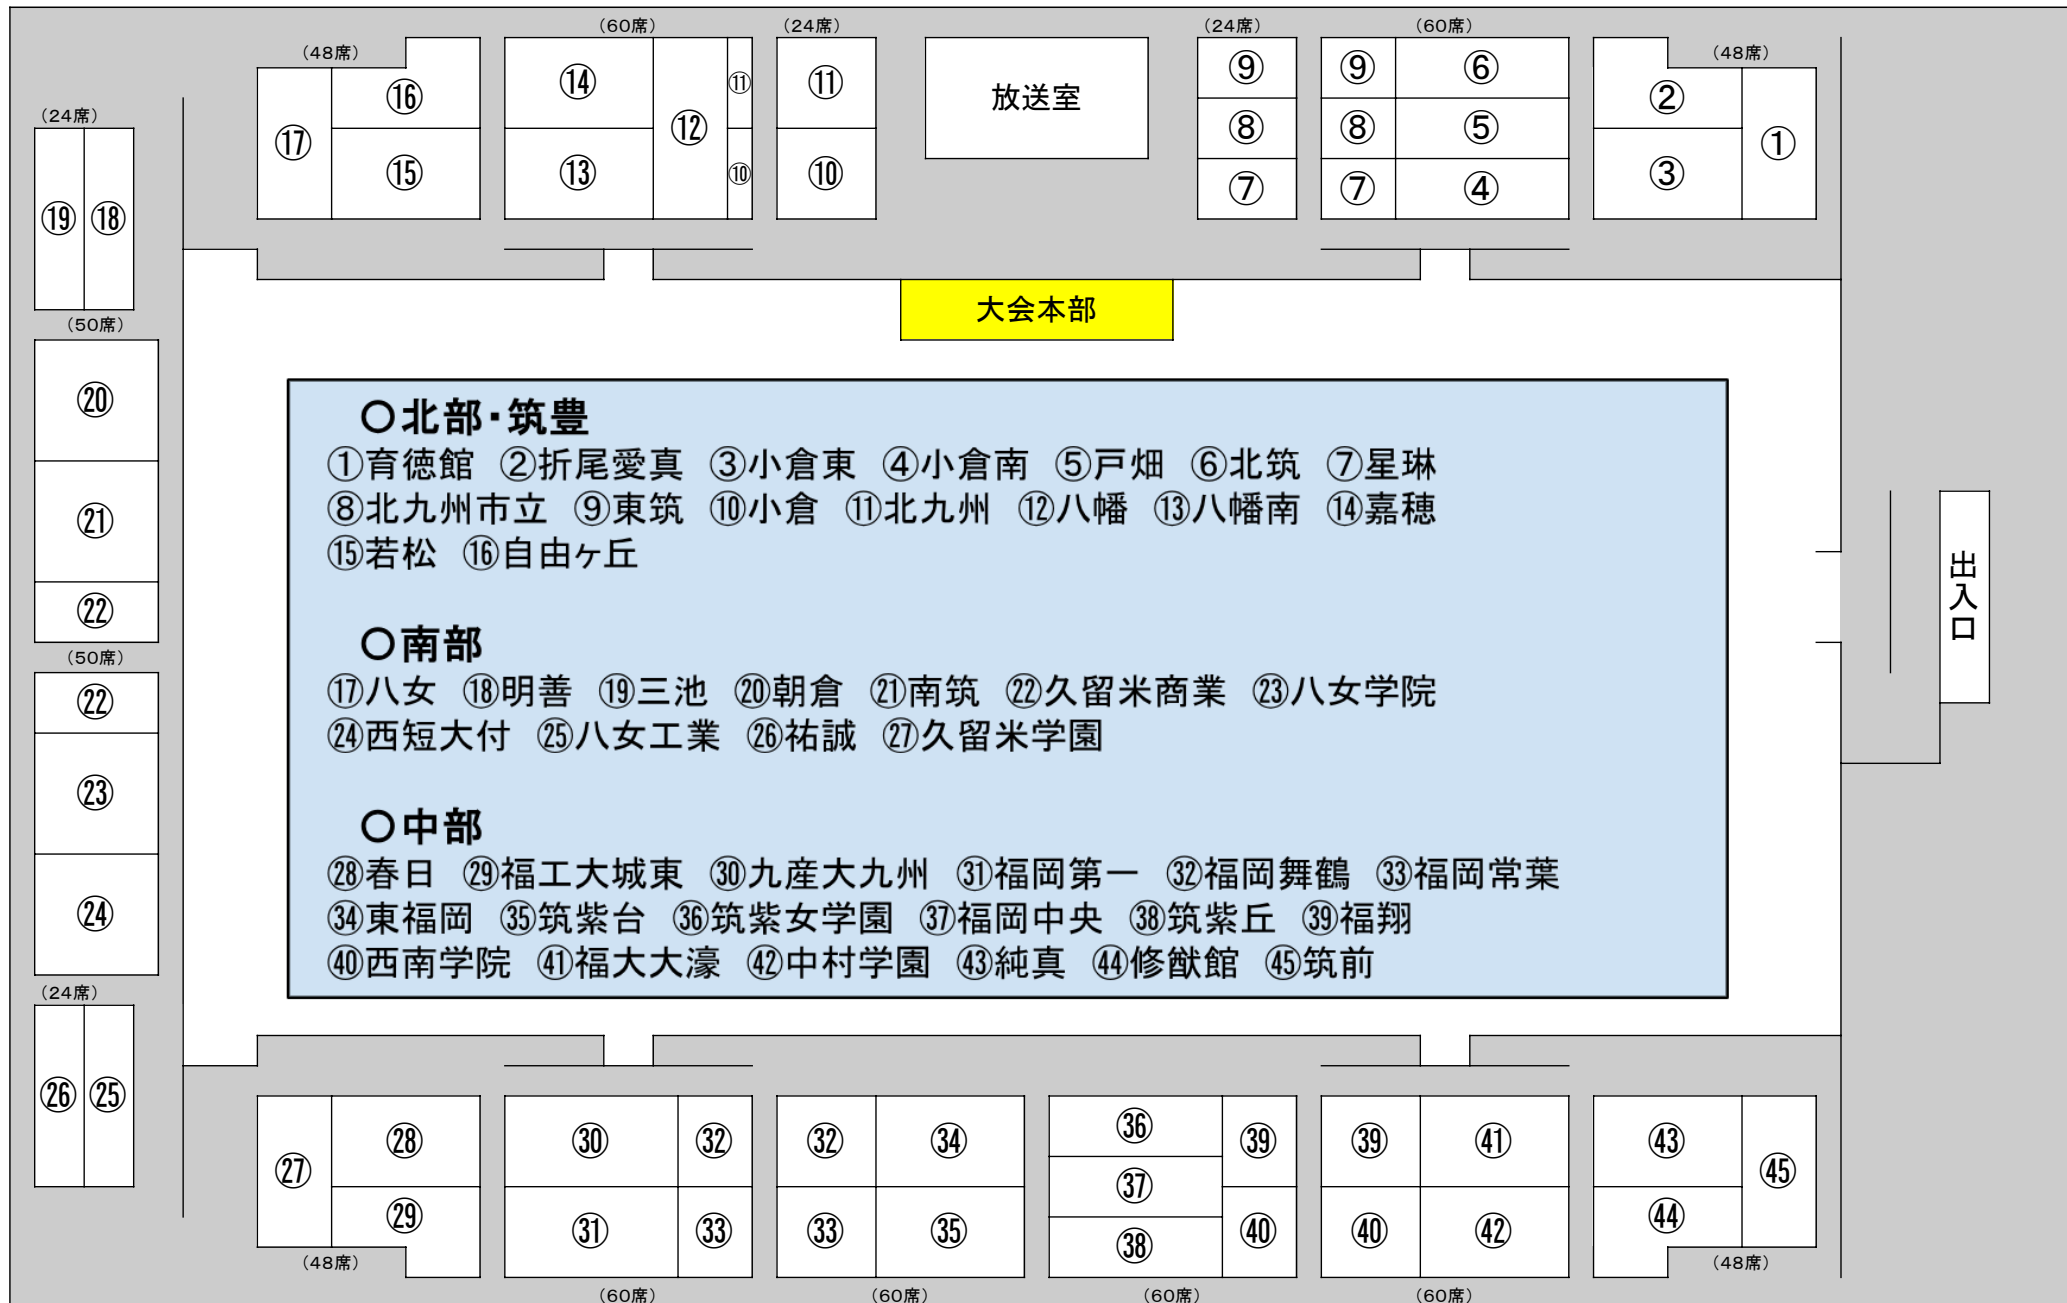 (60席) (24席) (24席) (60席)
(48席) (48席)
⑯ ⑭ ⑪ ⑪ 放送室 ⑨ ⑨ ⑥ ②
⑰ ⑫ ⑧ ⑧ ⑤ ①
⑮ ⑬ ⑩ ⑩ ⑦ ⑦ ④ ③
(24席)
⑲ ⑱
(50席)
大会本部
⑳
㉑
㉒
(50席)
㉒
㉓
㉔
(24席)
㉖ ㉕
〇北部・筑豊
①育徳館 ②折尾愛真 ③小倉東 ④小倉南 ⑤戸畑 ⑥北筑 ⑦星琳
⑧北九州市立 ⑨東筑 ⑩小倉 ⑪北九州 ⑫八幡 ⑬八幡南 ⑭嘉穂
⑮若松 ⑯自由ヶ丘
〇南部
⑰八女 ⑱明善 ⑲三池 ⑳朝倉 ㉑南筑 ㉒久留米商業 ㉓八女学院
㉔西短大付 ㉕八女工業 ㉖祐誠 ㉗久留米学園
〇中部
㉘春日 ㉙福工大城東 ㉚九産大九州 ㉛福岡第一 ㉜福岡舞鶴 ㉝福岡常葉
㉞東福岡 ㉟筑紫台 ㊱筑紫女学園 ㊲福岡中央 ㊳筑紫丘 ㊴福翔
㊵西南学院 ㊶福大大濠 ㊷中村学園 ㊸純真 ㊹修猷館 ㊺筑前
出入口
㉘ ㉚ ㉜ ㉜ ㉞ ㊱ ㊴ ㊴ ㊶ ㊸
㉗ ㊲ ㊺
㉙ ㉛ ㉝ ㉝ ㉟ ㊳ ㊵ ㊵ ㊷ ㊹
(48席) (48席)
(60席) (60席) (60席) (60席)